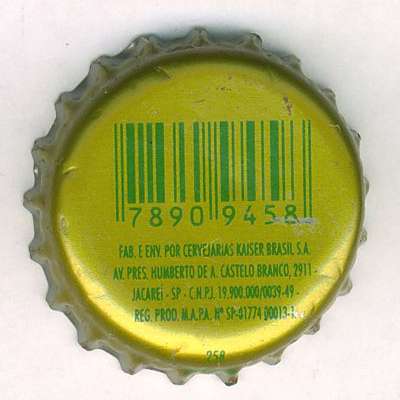 7890 9458
FAB. E ENV. POR CERVEJARIAS KAISER BRASIL S.A.
AV. PRES. HUMBERTO DE A. CASTELO BRANCO, 2911 -
JACAREÍ - SP - C.N.P.J. 19.900.000/0039-49 -
REG. PROD. M.A.P.A. Nº SP-01774 00013-
258